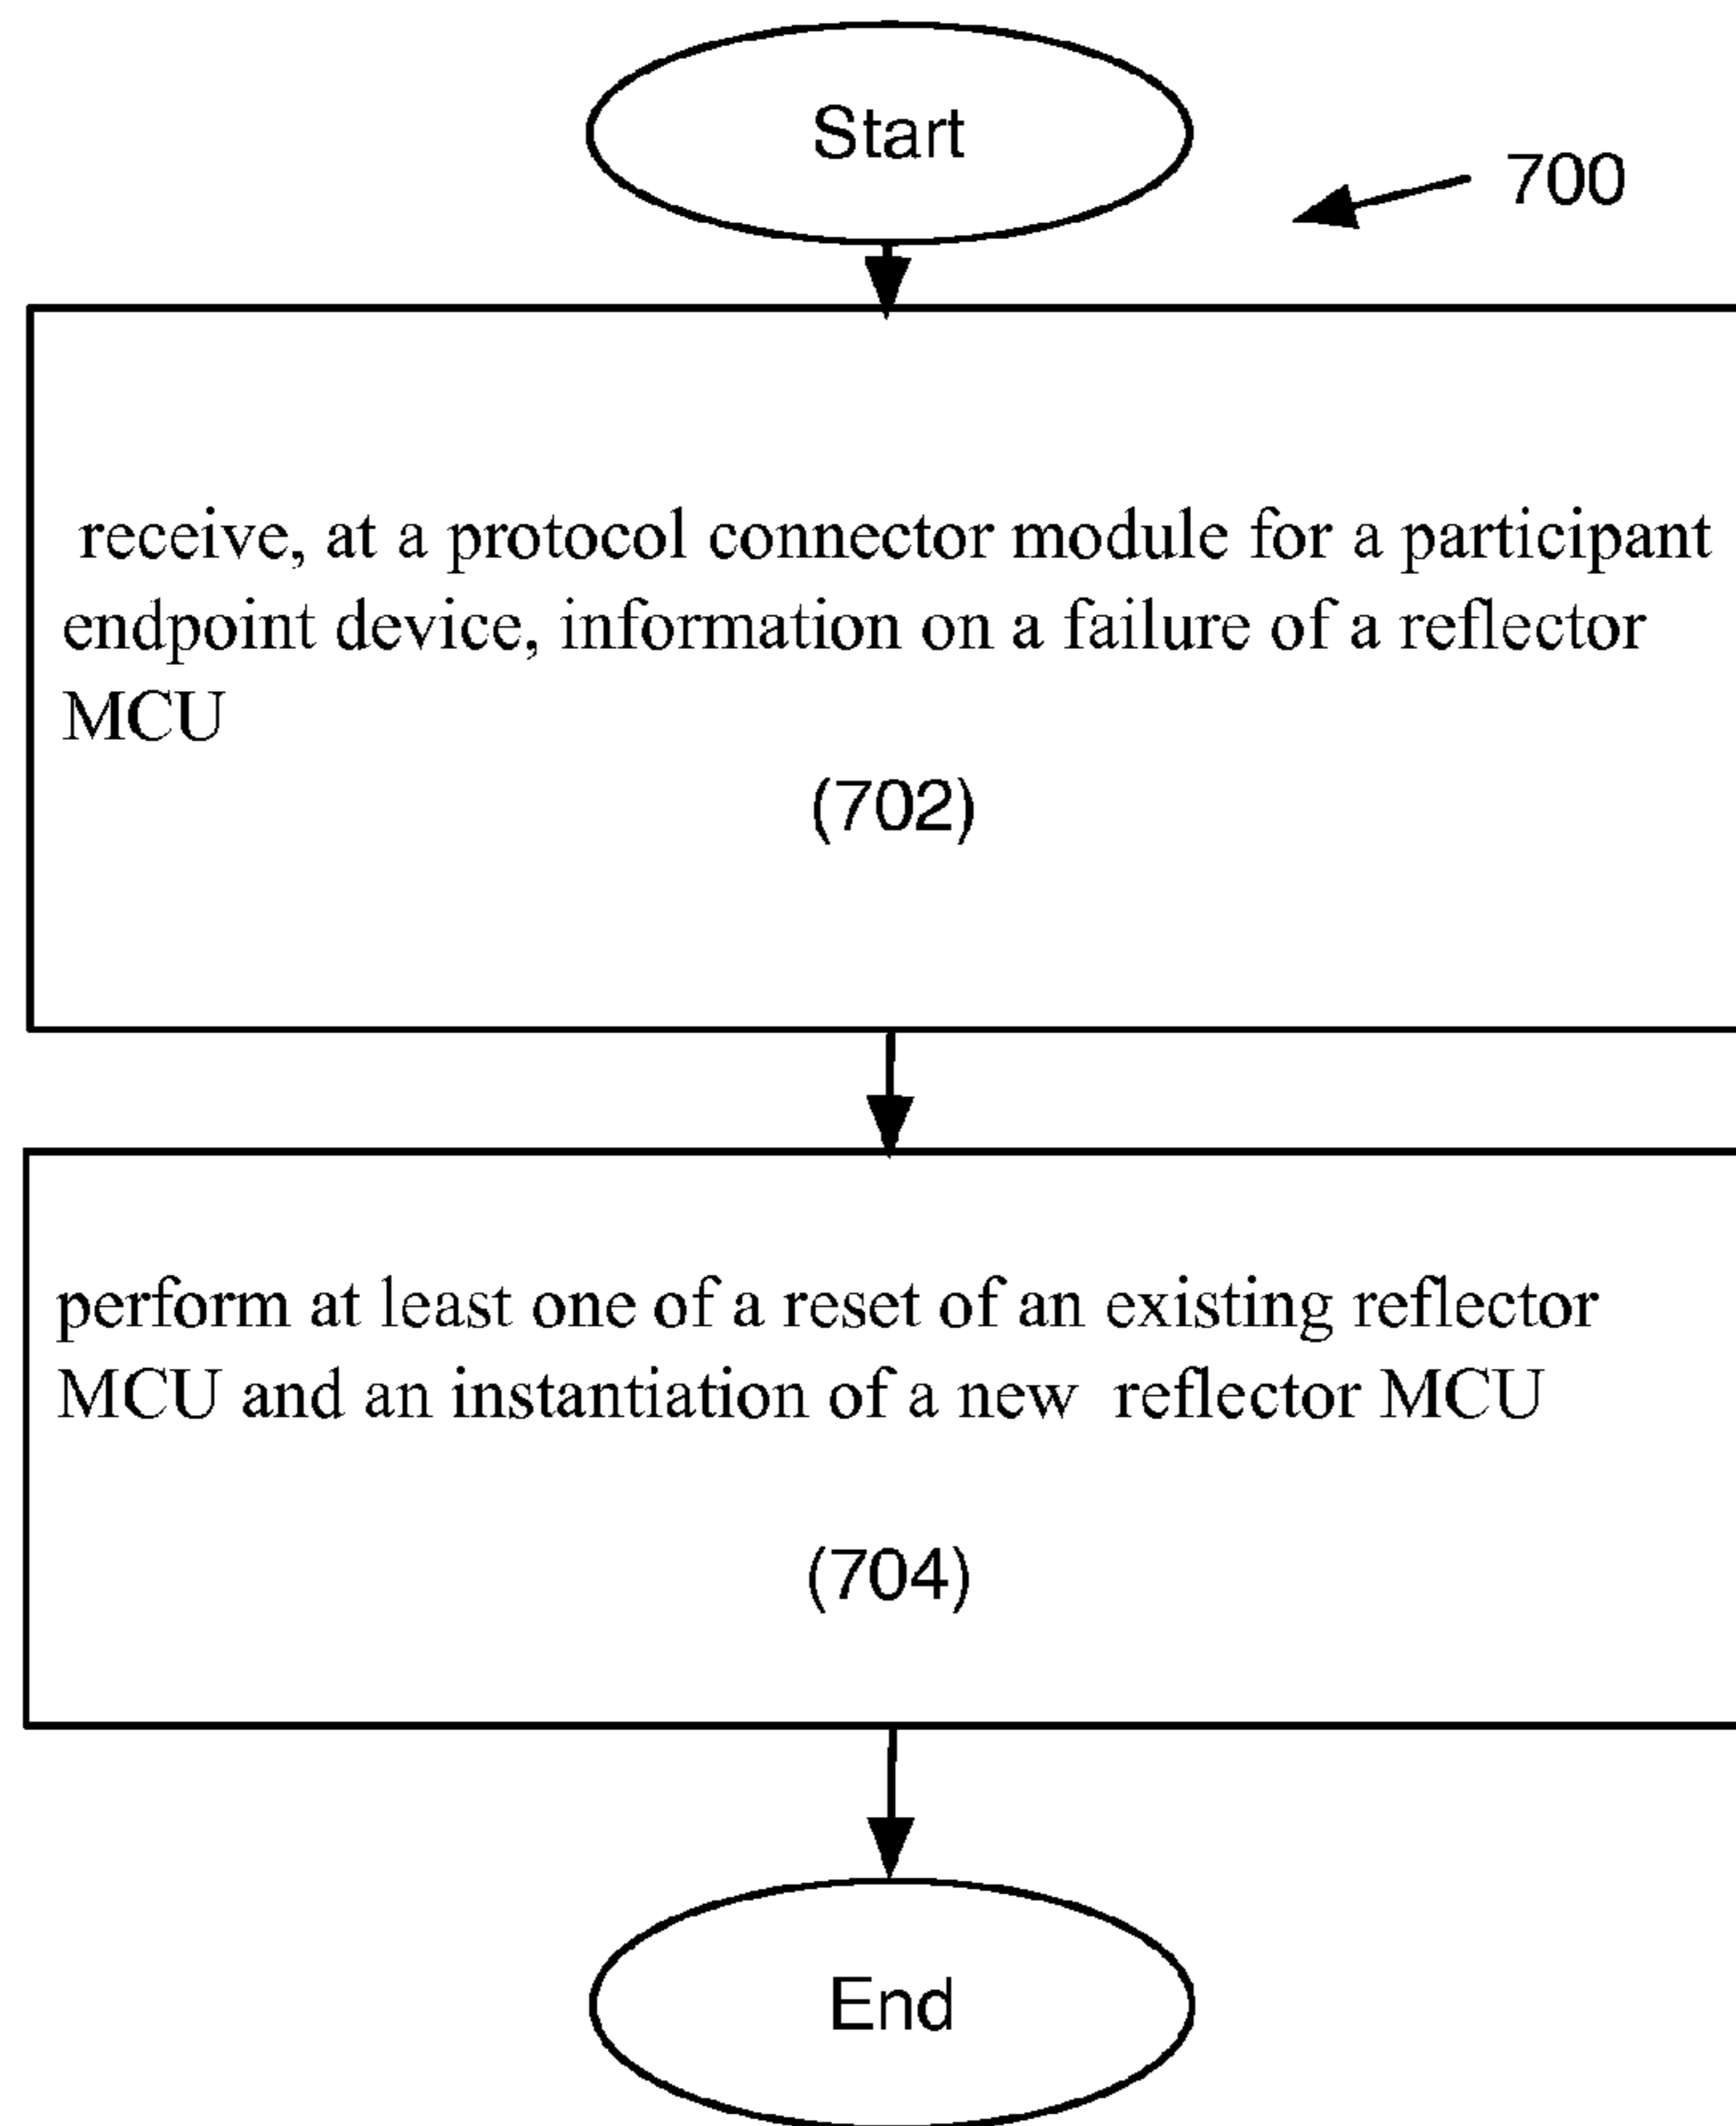 Start
700
receive, at a protocol connector module for a participant
endpoint device, information on a failure of a reflector
MCU
(702)
perform at least one of a reset of an existing reflector
MCU and an instantiation of a new reflector MCU
(704)
End